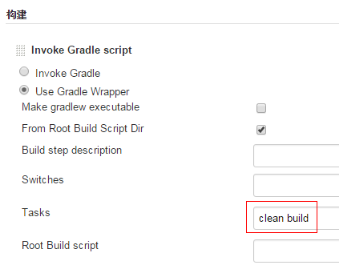 构建
Invoke Gradle script
Invoke Gradle
Use Gradle Wrapper
Make gradlew executable
From Root Build Script Dir
Build step description
Switches
Tasks
clean build
Root Build script